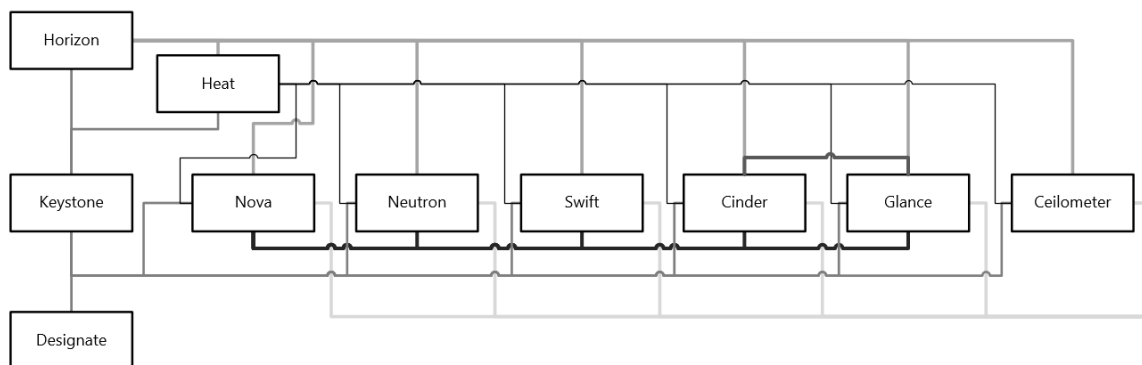 Horizon
Heat
Keystone
Nova
Neutron
Swift
Cinder
Glance
Ceilometer
Designate